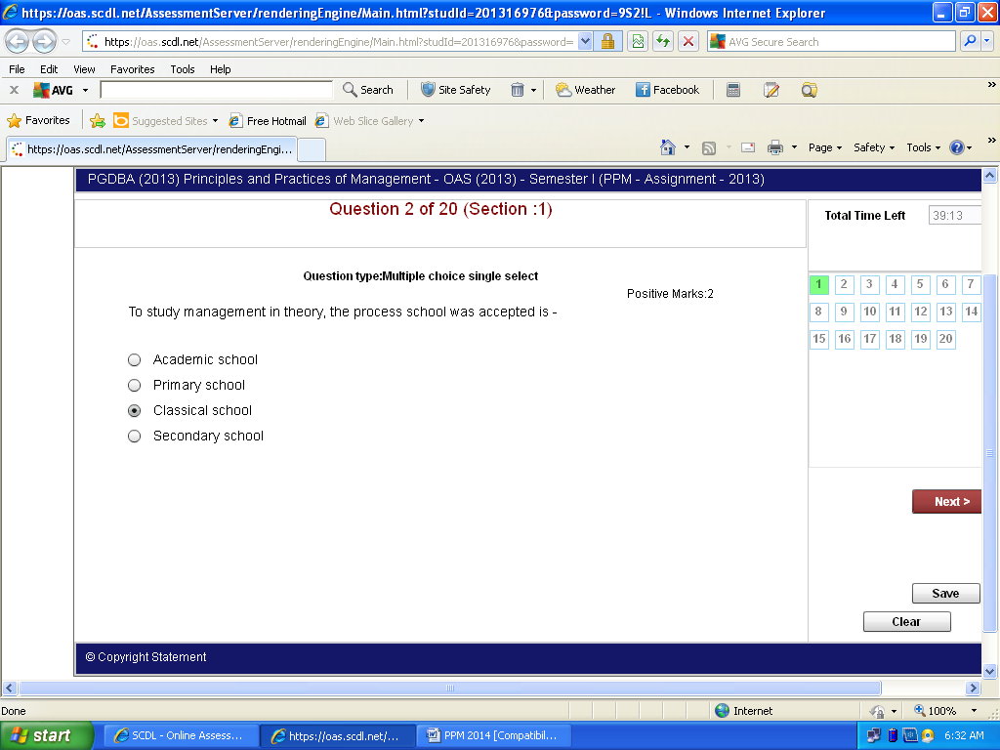 https://oas.scdl.net/AssessmentServer/renderingEngine/Main.html?studId=201316976&password=9S2!L - Windows Internet Explorer
https://oas.scdl.net/AssessmentServer/renderingEngine/Main.html?studId=201316976&password=
AVG Secure Search
File Edit View Favorites Tools Help
x AVG Search Site Safety Weather Facebook »
Favorites Suggested Sites Free Hotmail Web Slice Gallery
https://oas.scdl.net/AssessmentServer/renderingEngi... Page Safety Tools »
PGDBA (2013) Principles and Practices of Management - OAS (2013) - Semester I (PPM - Assignment - 2013)
Question 2 of 20 (Section :1)
Total Time Left 39:13
Question type:Multiple choice single select
Positive Marks:2
To study management in theory, the process school was accepted is -
Academic school
Primary school
Classical school
Secondary school
1 2 3 4 5 6 7
8 9 10 11 12 13 14
15 16 17 18 19 20
Next >
Save
Clear
© Copyright Statement
Done Internet 100%
start SCDL - Online Assess... https://oas.scdl.net/... PPM 2014 [Compatibil... 6:32 AM